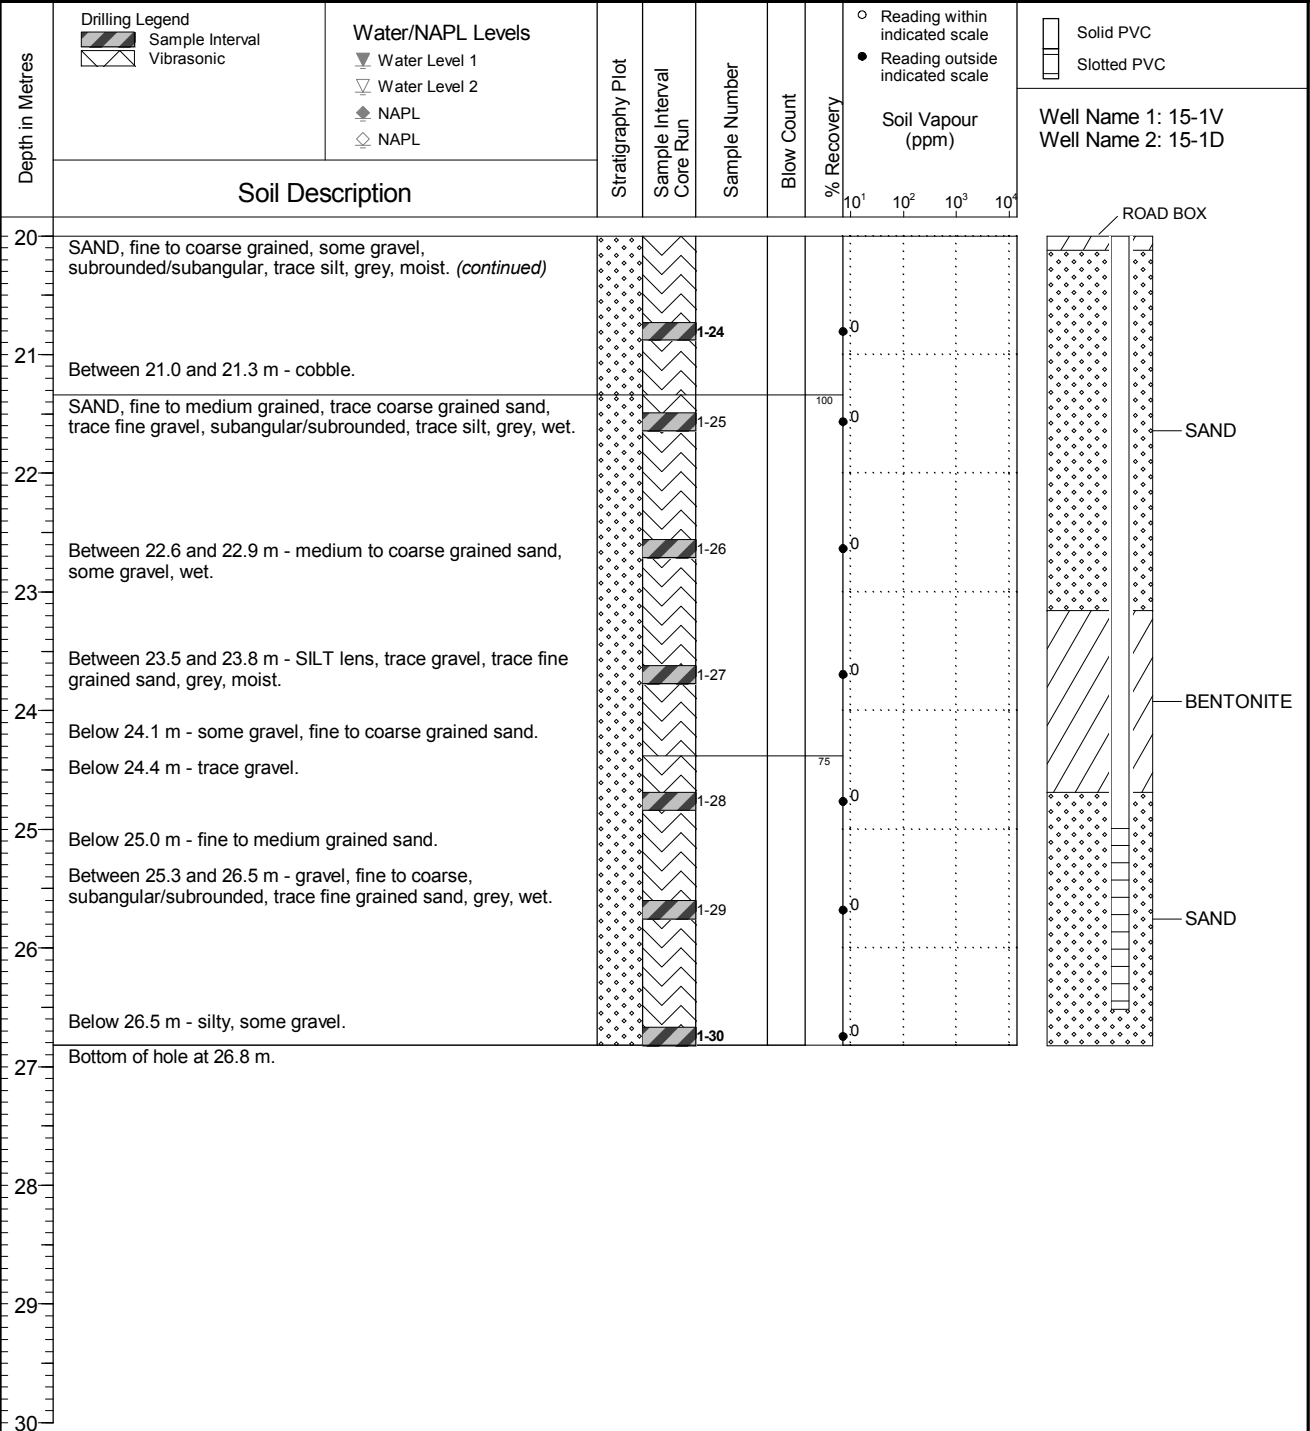 Drilling Legend
Sample Interval
Vibrasonic
Water/NAPL Levels
Water Level 1
Water Level 2
NAPL
NAPL
Depth in Metres
Soil Description
Stratigraphy Plot
Sample Interval
Core Run
Sample Number
Blow Count
% Recovery
Reading within
indicated scale
Reading outside
indicated scale
Soil Vapour
(ppm)
10¹ 10² 10³ 10⁴
Solid PVC
Slotted PVC
Well Name 1: 15-1V
Well Name 2: 15-1D
ROAD BOX
20
SAND, fine to coarse grained, some gravel,
subrounded/subangular, trace silt, grey, moist. (continued)
1-24
0
21
Between 21.0 and 21.3 m - cobble.
100
SAND, fine to medium grained, trace coarse grained sand,
trace fine gravel, subangular/subrounded, trace silt, grey, wet.
1-25
0
SAND
22
Between 22.6 and 22.9 m - medium to coarse grained sand,
some gravel, wet.
1-26
0
23
Between 23.5 and 23.8 m - SILT lens, trace gravel, trace fine
grained sand, grey, moist.
1-27
0
BENTONITE
24
Below 24.1 m - some gravel, fine to coarse grained sand.
75
Below 24.4 m - trace gravel.
1-28
0
25
Below 25.0 m - fine to medium grained sand.
Between 25.3 and 26.5 m - gravel, fine to coarse,
subangular/subrounded, trace fine grained sand, grey, wet.
1-29
0
SAND
26
Below 26.5 m - silty, some gravel.
1-30
0
Bottom of hole at 26.8 m.
27
28
29
30